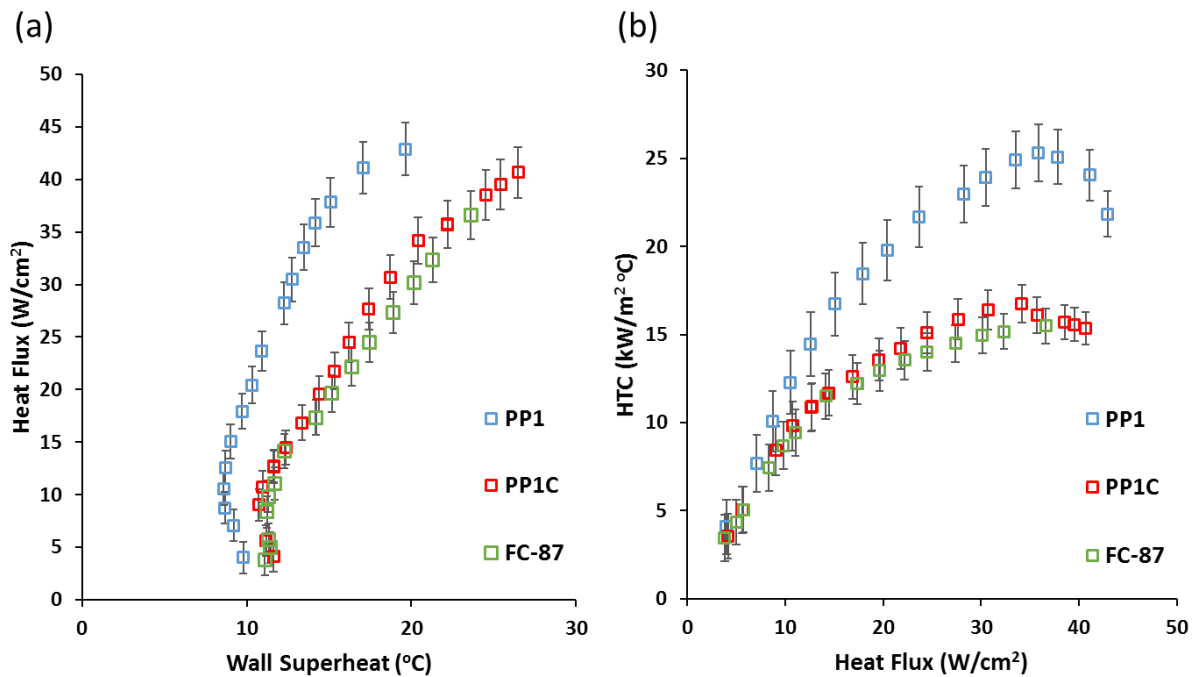 (a)
Heat Flux (W/cm²)
50
45
40
35
30
25
20
15
10
5
0
0 10 20 30
Wall Superheat (°C)
PP1
PP1C
FC-87
(b)
HTC (kW/m² °C)
30
25
20
15
10
5
0
0 10 20 30 40 50
Heat Flux (W/cm²)
PP1
PP1C
FC-87